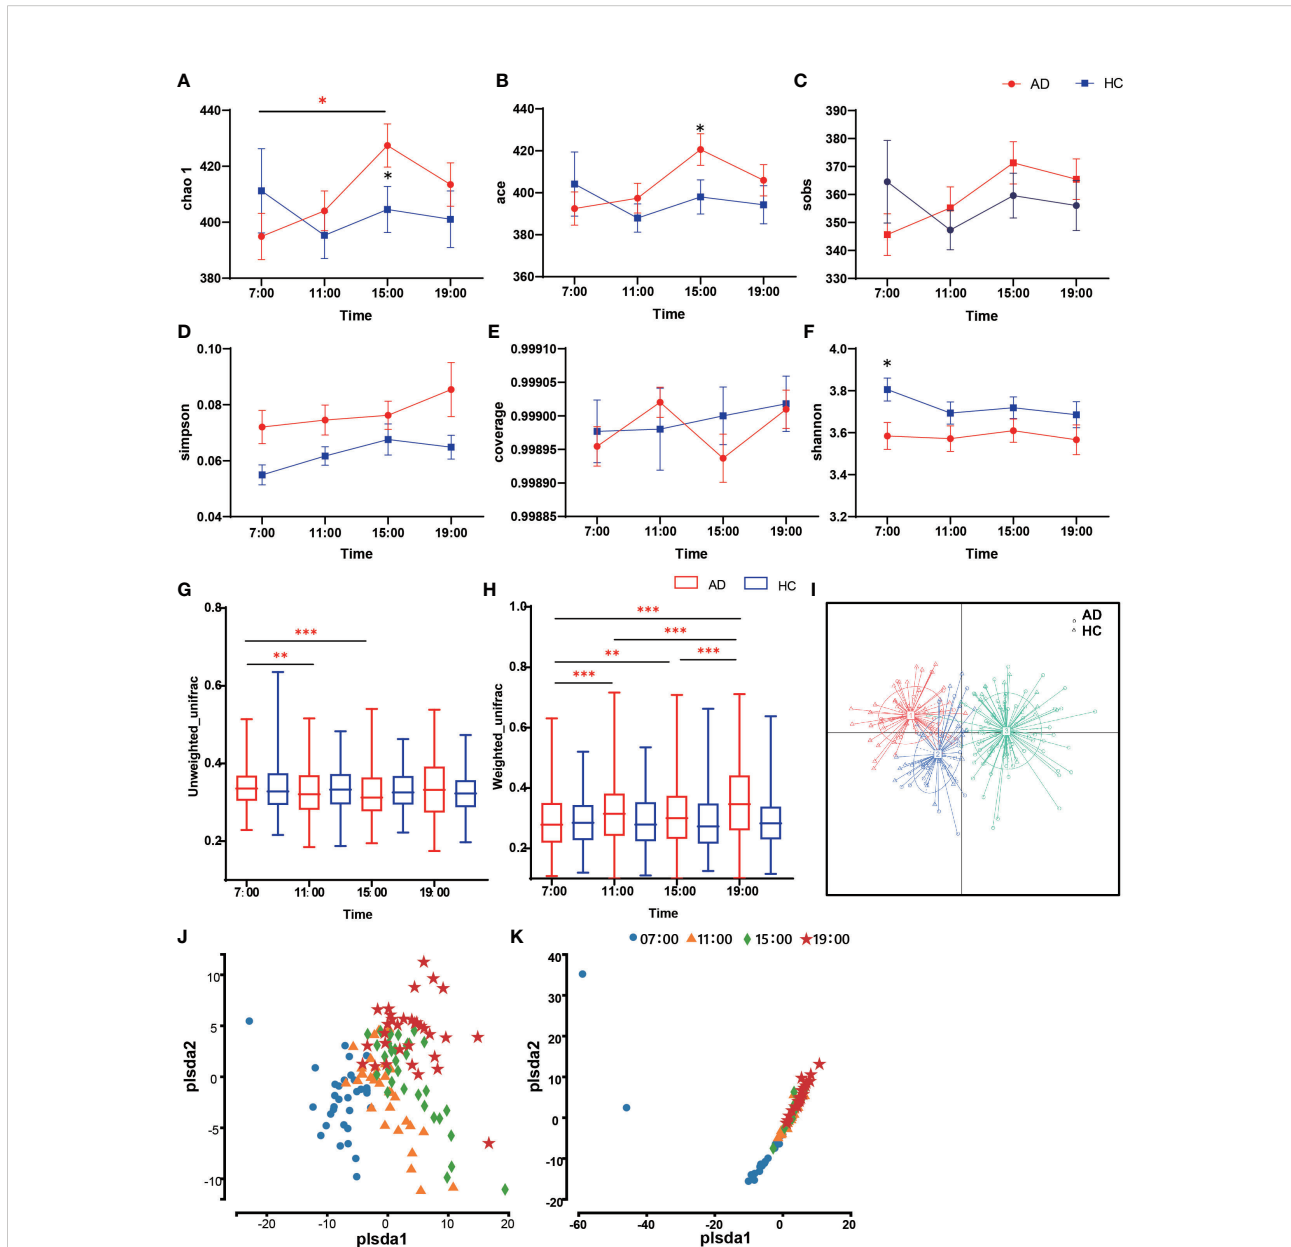 A B C AD HC
440 440 390
* 
420 420 * 380
chao 1 * ace sobs 370
400 400 360
380 350
380 360 340
330
7:00 11:00 15:00 19:00 7:00 11:00 15:00 19:00 7:00 11:00 15:00 19:00
Time Time Time
D E F
0.10 0.99910 4.0
0.99905 *
0.08 0.99900 3.8
simpson coverage shannon
0.06 0.99895 3.6
0.99890 3.4
0.04 0.99885 3.2
7:00 11:00 15:00 19:00 7:00 11:00 15:00 19:00 7:00 11:00 15:00 19:00
Time Time Time
G H AD HC I
0.8 1.0 AD
*** *** HC
** *** 
0.6 0.8 ** ***
***
Unweighted_unifrac Weighted_unifrac
0.4 0.6
0.4
0.2 0.2
7:00 11:00 15:00 19:00 7:00 11:00 15:00 19:00
Time Time
J K 07:00 11:00 15:00 19:00
10 40
5 30
plsda2 0 plsda2 20
-5 10
-10 0
-10
-20
-20 -10 0 10 20 -60 -40 -20 0 20
plsda1 plsda1